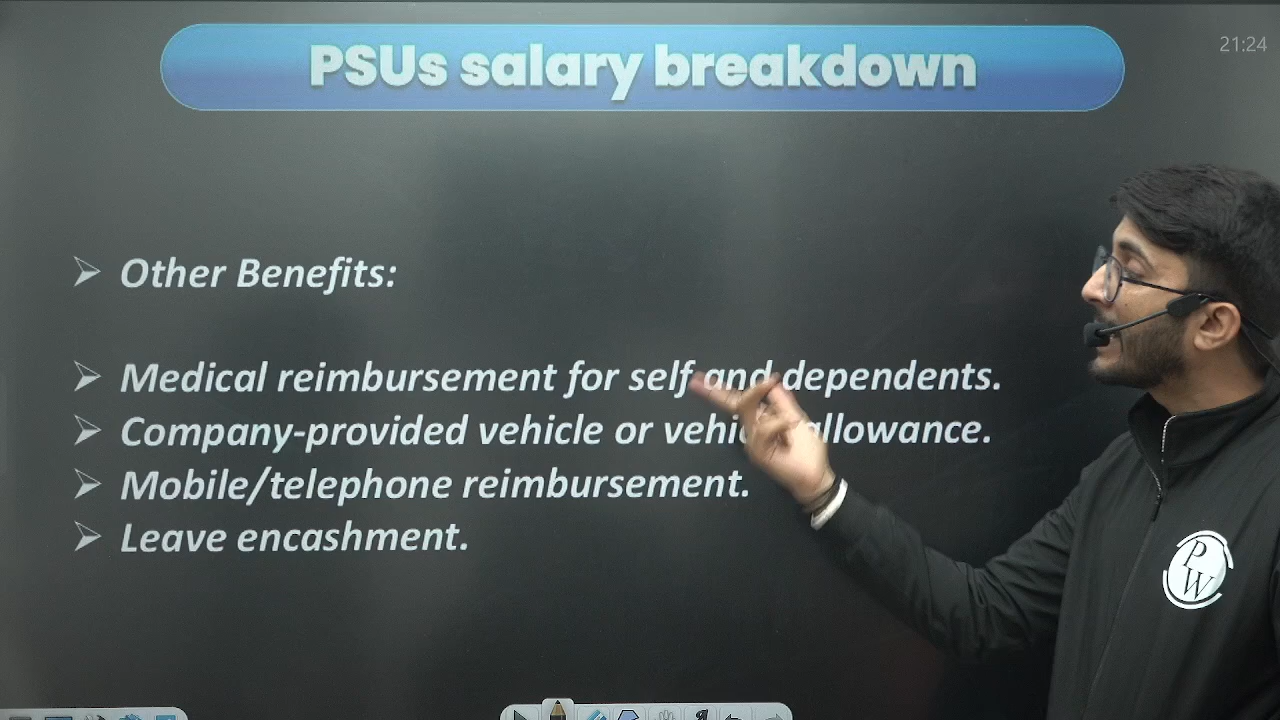 PSUs salary breakdown
21:24
Other Benefits:
Medical reimbursement for self and dependents.
Company-provided vehicle or vehicle allowance.
Mobile/telephone reimbursement.
Leave encashment.
P
W